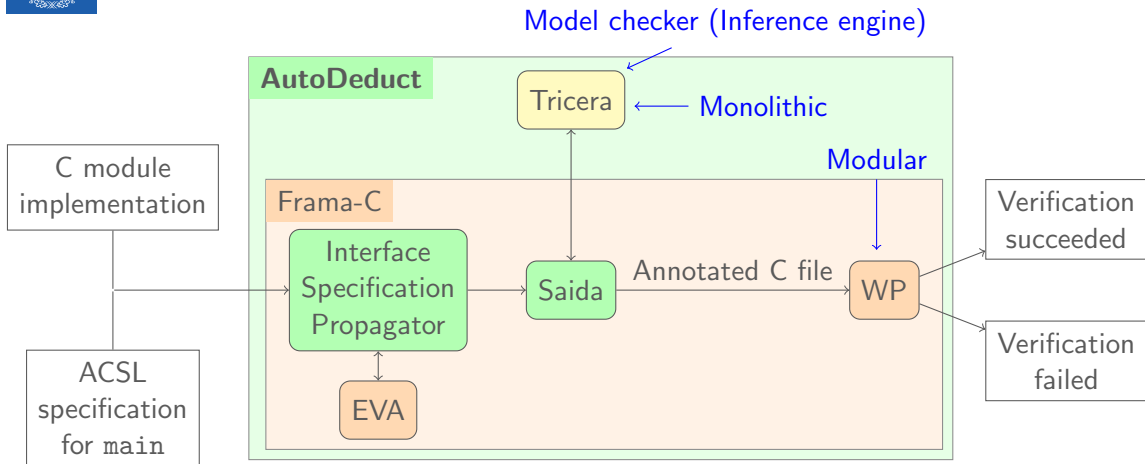 Model checker (Inference engine)
AutoDeduct
Tricera
Monolithic
C module
implementation
Modular
Frama-C
Verification
succeeded
Interface
Specification
Propagator
Saida
Annotated C file
WP
ACSL
specification
for main
EVA
Verification
failed